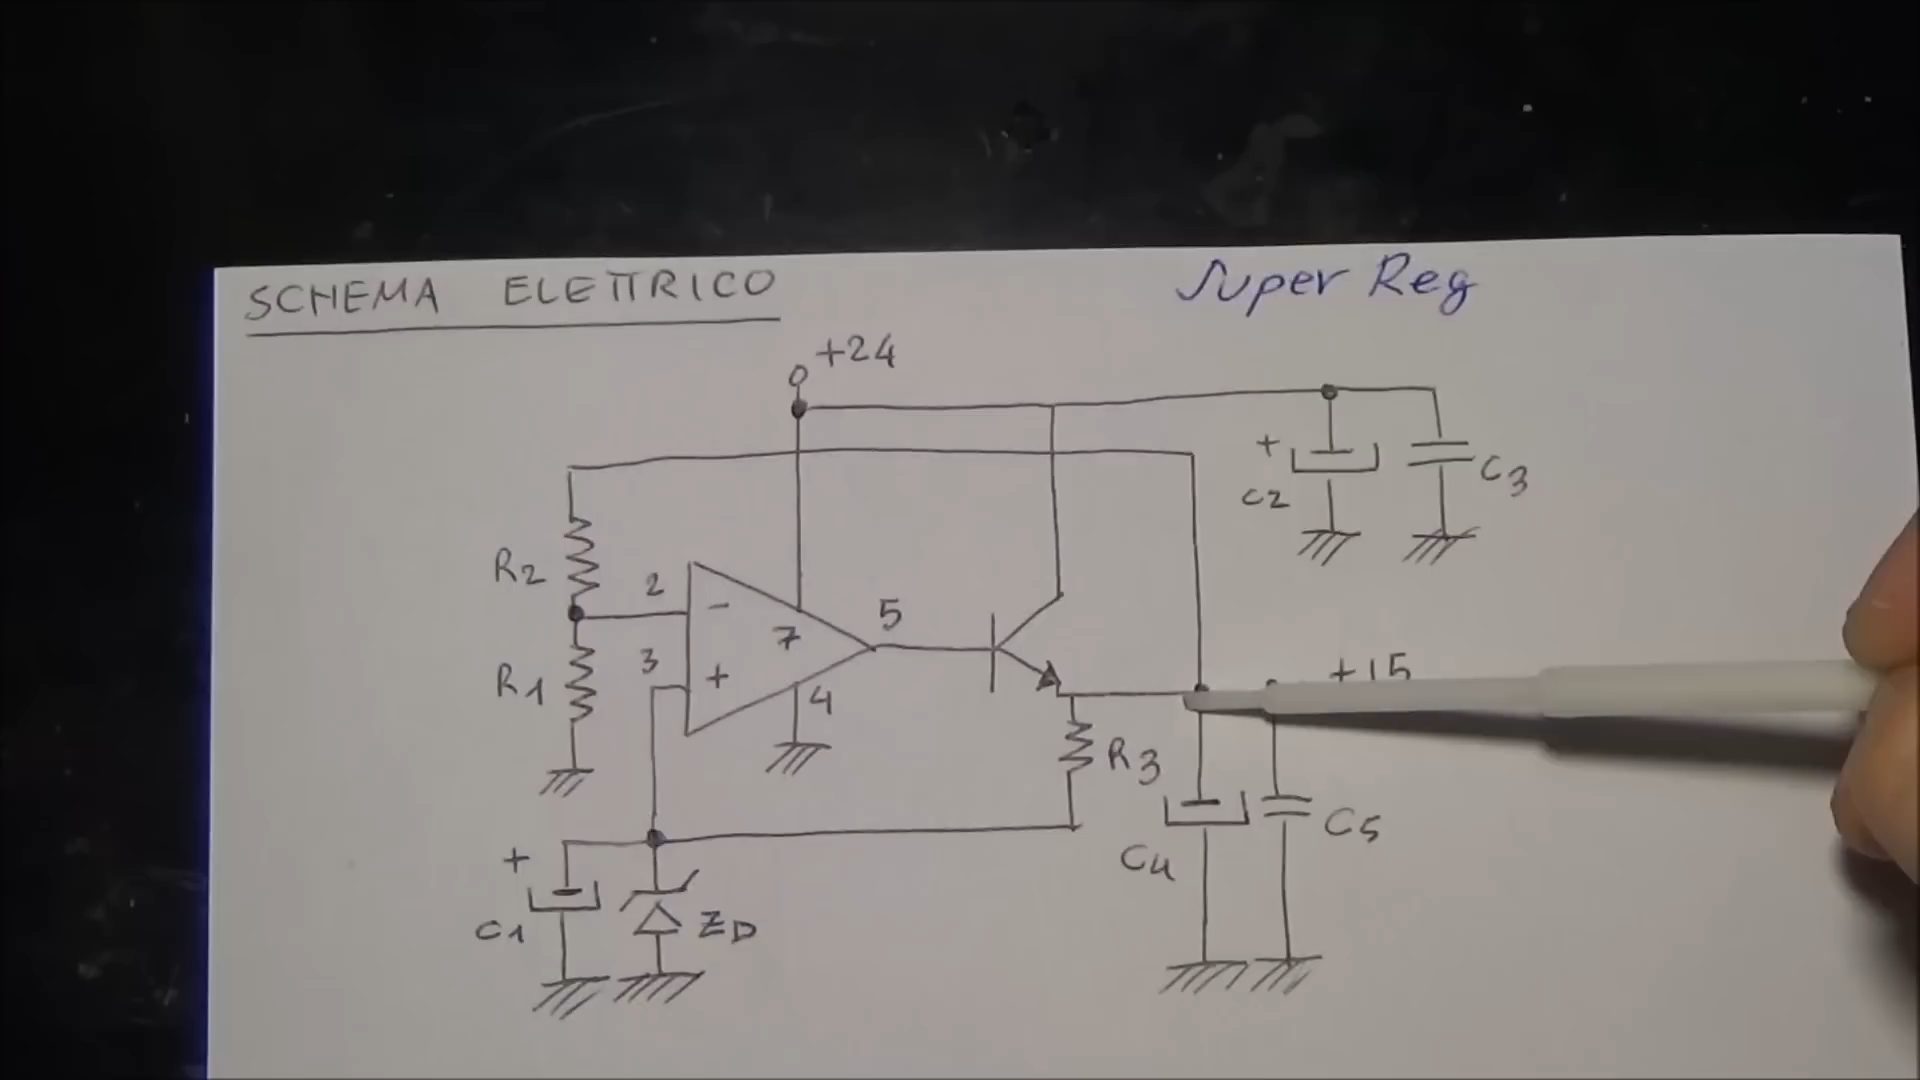 SCHEMA ELETTRICO
Super Reg
+24
+
C2
C3
R2
2
-
7
5
R1
3
+
4
+15
R3
C4
C5
+
C1
ZD